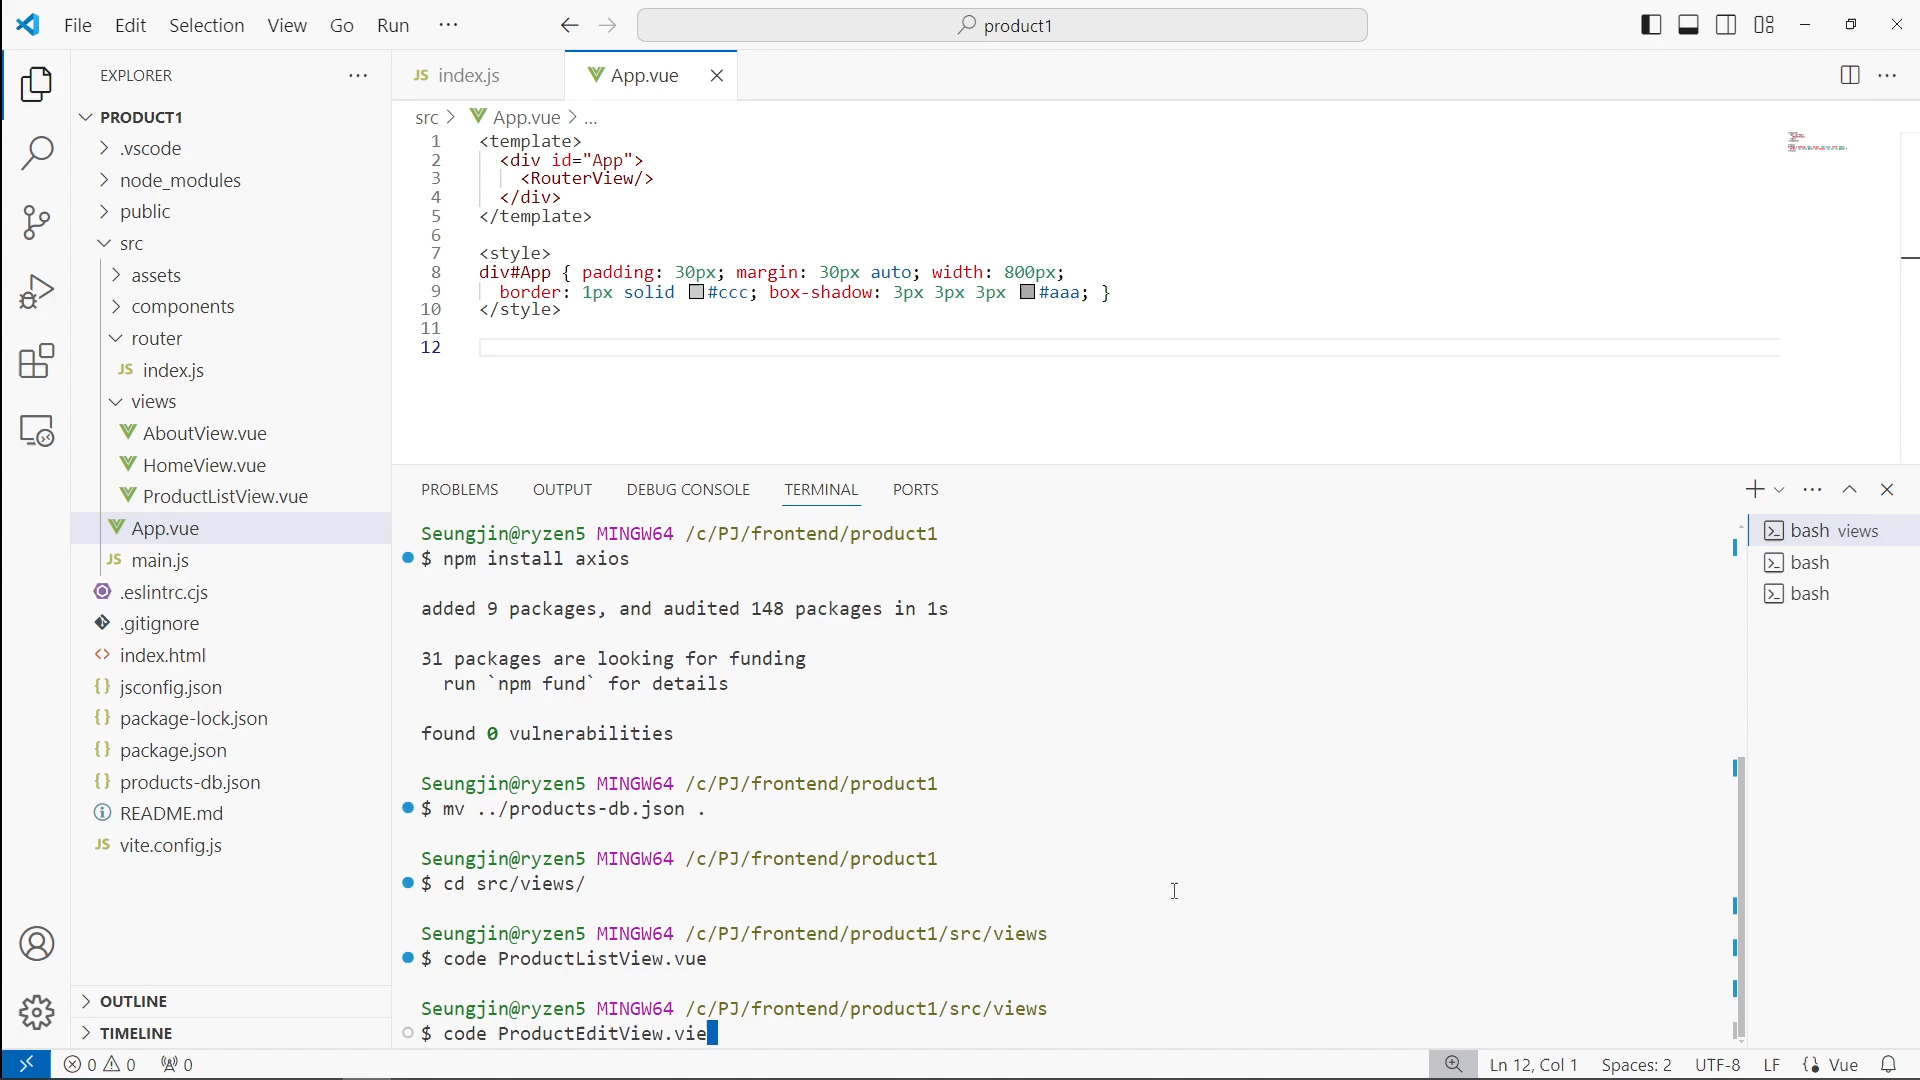 File Edit Selection View Go Run ···
product1
EXPLORER ···
PRODUCT1
.vscode
node_modules
public
src
assets
components
router
JS index.js
views
AboutView.vue
HomeView.vue
ProductListView.vue
App.vue
JS main.js
.eslintrc.cjs
.gitignore
<> index.html
{} jsconfig.json
{} package-lock.json
{} package.json
{} products-db.json
README.md
JS vite.config.js
OUTLINE
TIMELINE
JS index.js
App.vue
src > App.vue > ...
1 <template>
2 <div id="App">
3 <RouterView/>
4 </div>
5 </template>
6
7 <style>
8 div#App { padding: 30px; margin: 30px auto; width: 800px;
9 border: 1px solid #ccc; box-shadow: 3px 3px 3px #aaa; }
10 </style>
11
12
PROBLEMS OUTPUT DEBUG CONSOLE TERMINAL PORTS
Seungjin@ryzen5 MINGW64 /c/PJ/frontend/product1
$ npm install axios
added 9 packages, and audited 148 packages in 1s
31 packages are looking for funding
run `npm fund` for details
found 0 vulnerabilities
Seungjin@ryzen5 MINGW64 /c/PJ/frontend/product1
$ mv ../products-db.json .
Seungjin@ryzen5 MINGW64 /c/PJ/frontend/product1
$ cd src/views/
Seungjin@ryzen5 MINGW64 /c/PJ/frontend/product1/src/views
$ code ProductListView.vue
Seungjin@ryzen5 MINGW64 /c/PJ/frontend/product1/src/views
$ code ProductEditView.vie
bash views
bash
bash
0 0 0
Ln 12, Col 1 Spaces: 2 UTF-8 LF Vue